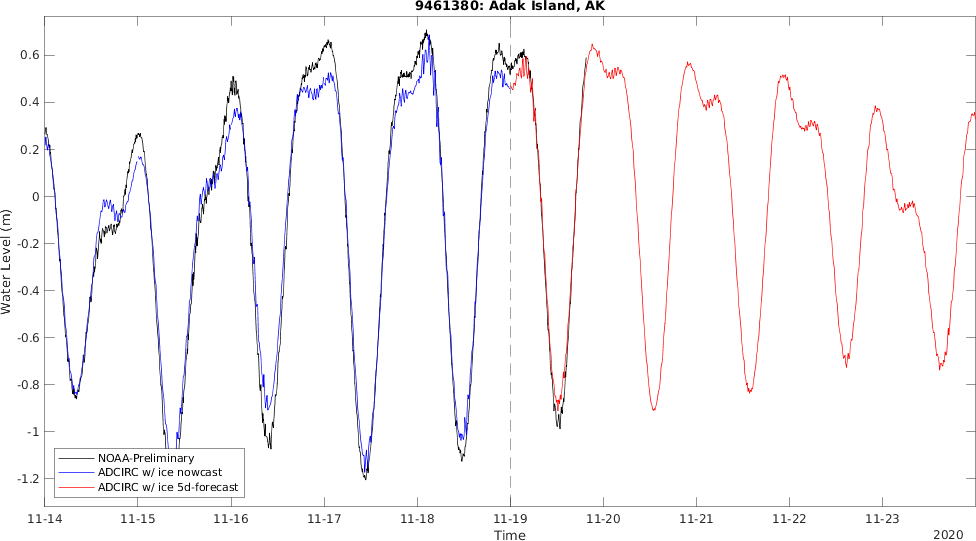 9461380: Adak Island, AK
Water Level (m)
0.6
0.4
0.2
0
-0.2
-0.4
-0.6
-0.8
-1
-1.2
NOAA-Preliminary
ADCIRC w/ ice nowcast
ADCIRC w/ ice 5d-forecast
11-14 11-15 11-16 11-17 11-18 11-19 11-20 11-21 11-22 11-23
Time
2020